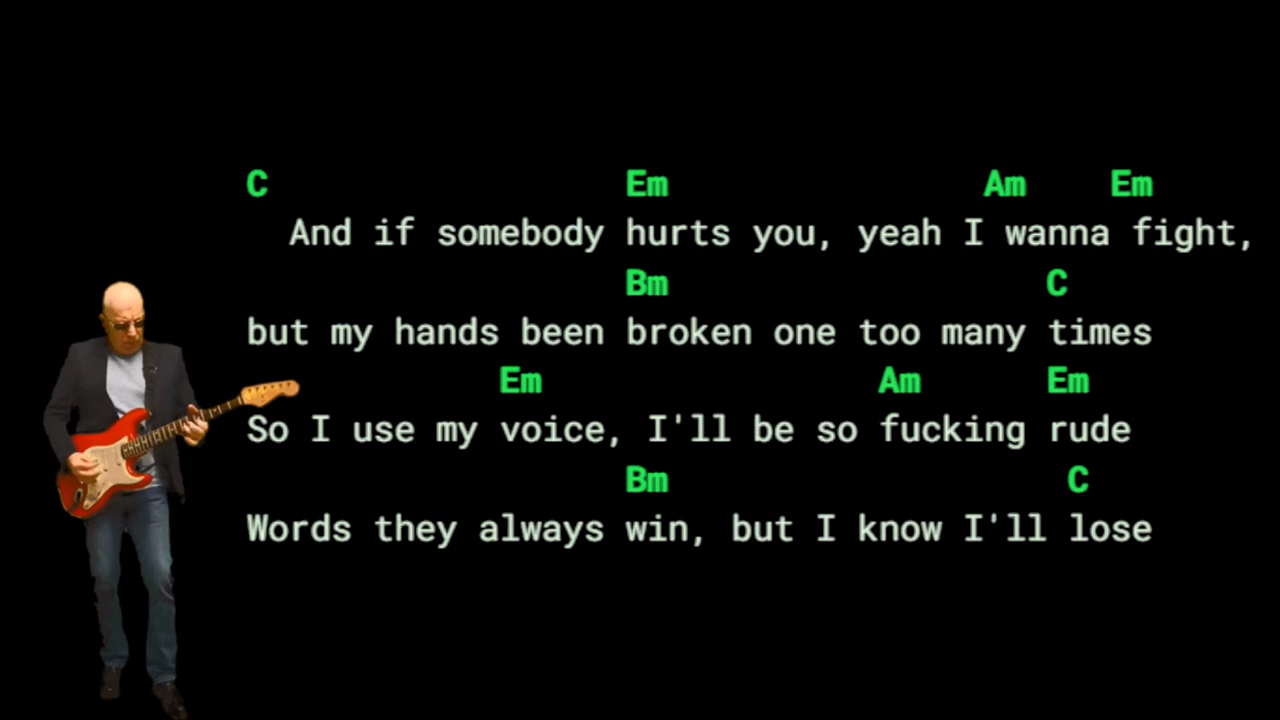 C Em Am Em
And if somebody hurts you, yeah I wanna fight,
Bm C
but my hands been broken one too many times
Em Am Em
So I use my voice, I'll be so fucking rude
Bm C
Words they always win, but I know I'll lose